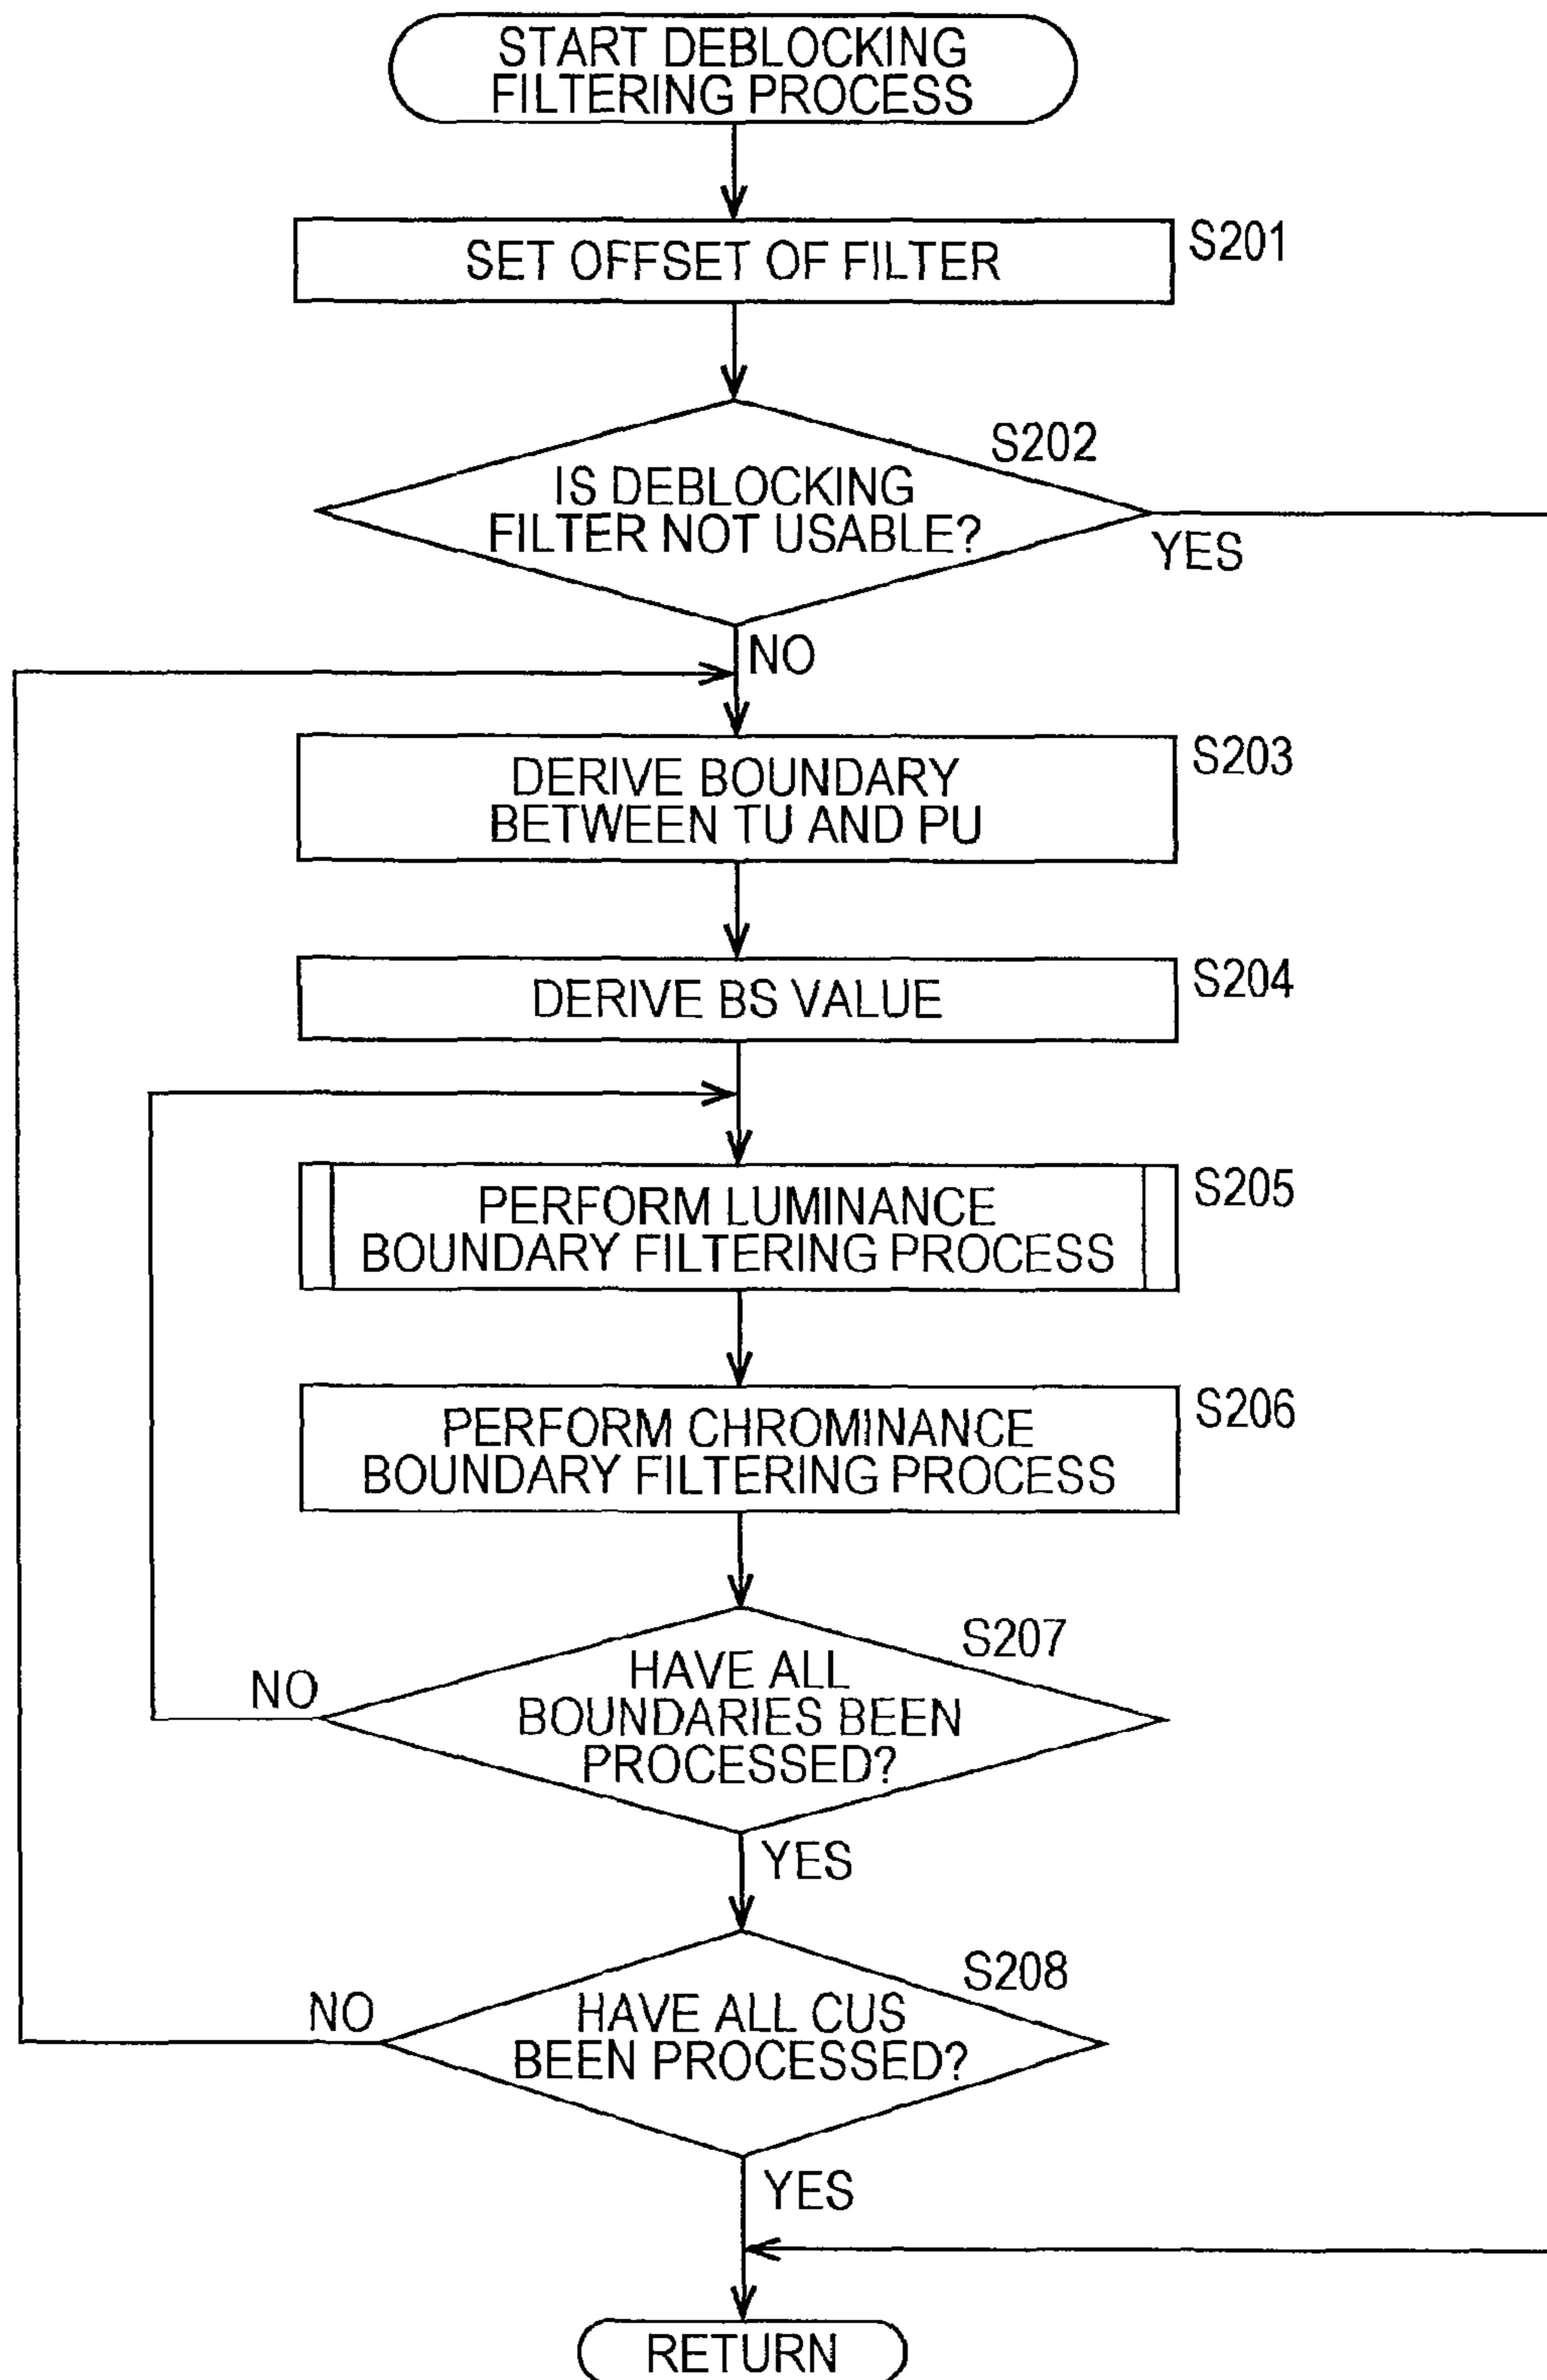 START DEBLOCKING
FILTERING PROCESS
SET OFFSET OF FILTER
S201
S202
IS DEBLOCKING
FILTER NOT USABLE?
YES
NO
S203
DERIVE BOUNDARY
BETWEEN TU AND PU
DERIVE BS VALUE
S204
PERFORM LUMINANCE
BOUNDARY FILTERING PROCESS
S205
PERFORM CHROMINANCE
BOUNDARY FILTERING PROCESS
S206
S207
HAVE ALL
BOUNDARIES BEEN
PROCESSED?
NO
YES
S208
HAVE ALL CUS
BEEN PROCESSED?
NO
YES
RETURN